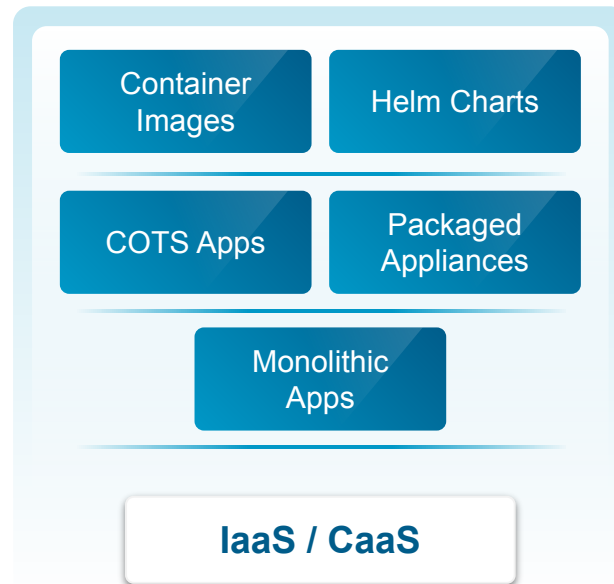 Container
Images
Helm Charts
COTS Apps
Packaged
Appliances
Monolithic
Apps
IaaS / CaaS